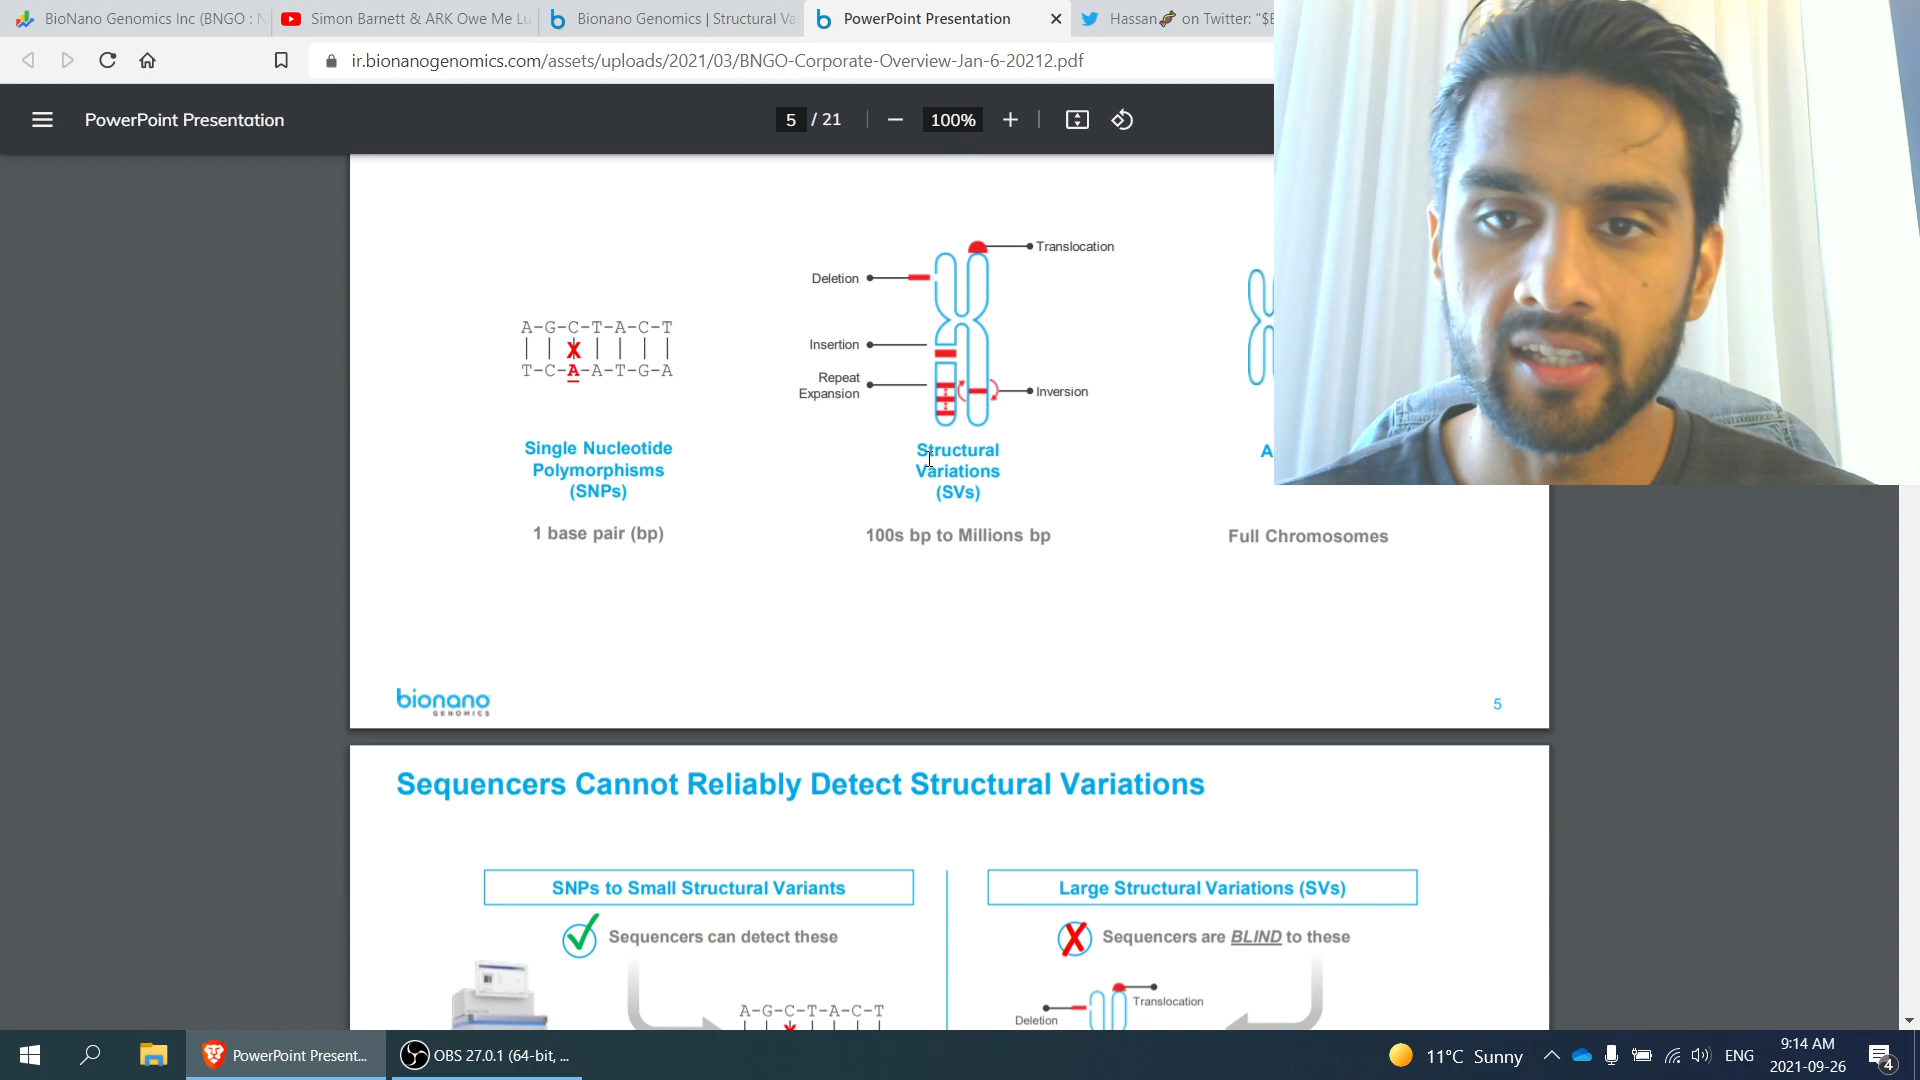 BioNano Genomics Inc (BNGO : N
Simon Barnett & ARK Owe Me Lu
Bionano Genomics | Structural Va
PowerPoint Presentation
Hassan🧬 on Twitter: "$B
ir.bionanogenomics.com/assets/uploads/2021/03/BNGO-Corporate-Overview-Jan-6-20212.pdf
PowerPoint Presentation
5 / 21
100%
Translocation
Deletion
A-G-C-T-A-C-T
T-C-A-A-T-G-A
Insertion
Repeat
Expansion
Inversion
Single Nucleotide
Polymorphisms
(SNPs)
1 base pair (bp)
Structural
Variations
(SVs)
100s bp to Millions bp
A
Full Chromosomes
bionano
GENOMICS
5
Sequencers Cannot Reliably Detect Structural Variations
SNPs to Small Structural Variants
Sequencers can detect these
A-G-C-T-A-C-T
Large Structural Variations (SVs)
Sequencers are BLIND to these
Translocation
Deletion
PowerPoint Present...
OBS 27.0.1 (64-bit, ...
11°C Sunny
ENG
9:14 AM
2021-09-26
4